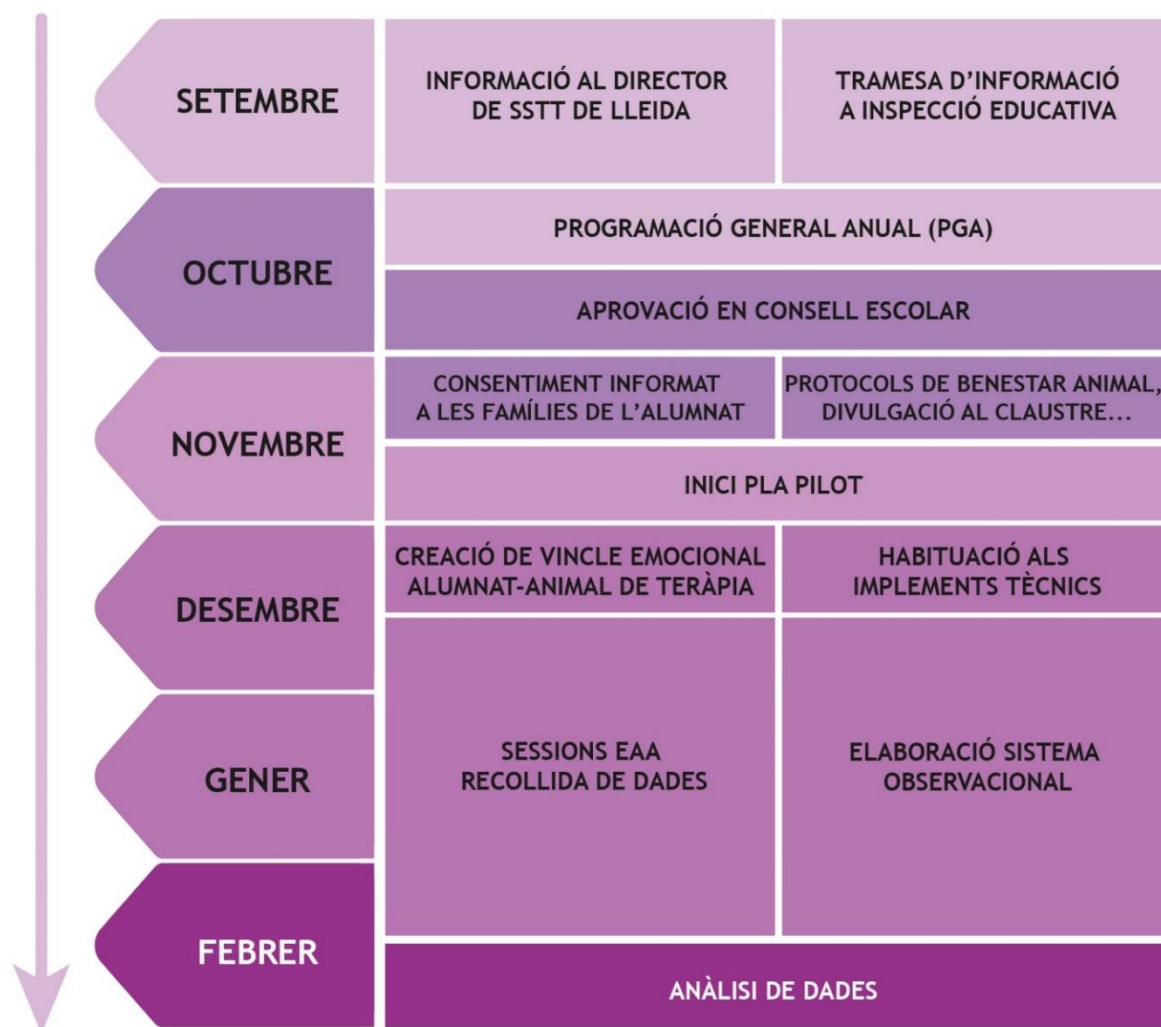 SETEMBRE
INFORMACIÓ AL DIRECTOR
DE SSTT DE LLEIDA
TRAMESA D'INFORMACIÓ
A INSPECCIÓ EDUCATIVA
OCTUBRE
PROGRAMACIÓ GENERAL ANUAL (PGA)
APROVACIÓ EN CONSELL ESCOLAR
NOVEMBRE
CONSENTIMENT INFORMAT
A LES FAMÍLIES DE L'ALUMNAT
PROTOCOLS DE BENESTAR ANIMAL,
DIVULGACIÓ AL CLAUSTRE...
INICI PLA PILOT
DESEMBRE
CREACIÓ DE VINCLE EMOCIONAL
ALUMNAT-ANIMAL DE TERÀPIA
HABITUACIÓ ALS
IMPLEMENTS TÈCNICS
GENER
SESSIONS EAA
RECOLLIDA DE DADES
ELABORACIÓ SISTEMA
OBSERVACIONAL
FEBRER
ANÀLISI DE DADES